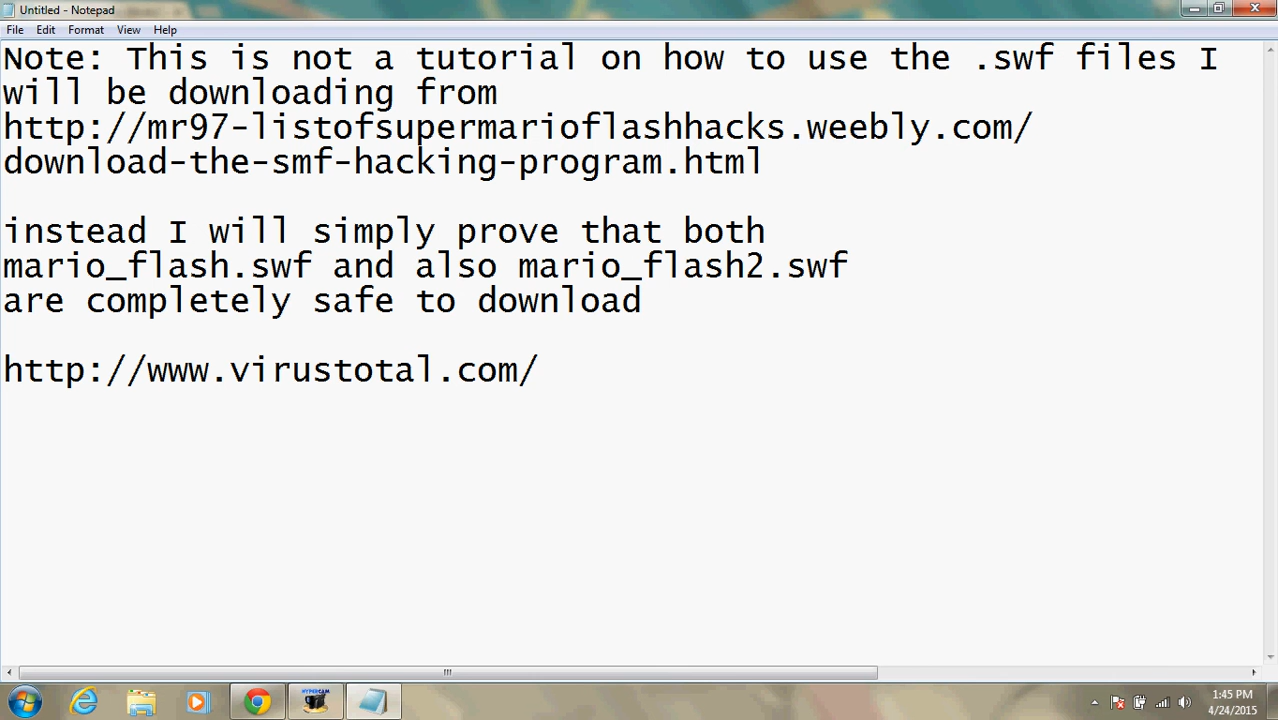 Untitled - Notepad
File Edit Format View Help
Note: This is not a tutorial on how to use the .swf files I
will be downloading from
http://mr97-listofsupermarioflashhacks.weebly.com/
download-the-smf-hacking-program.html
instead I will simply prove that both
mario_flash.swf and also mario_flash2.swf
are completely safe to download
http://www.virustotal.com/
HYPERCAM
1:45 PM
4/24/2015